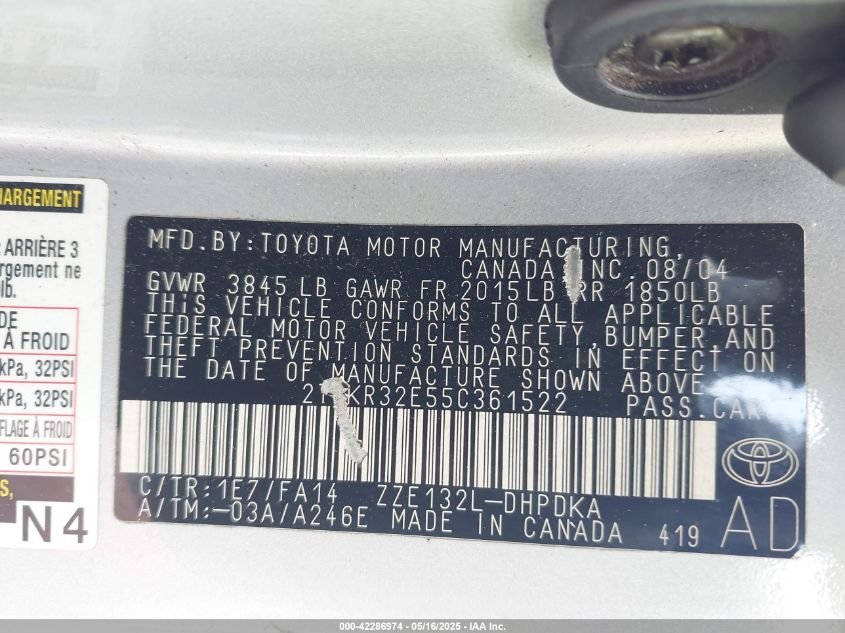 HARGEMENT
ARRIÈRE 3
rgement ne
lb.
DE
À FROID
kPa, 32PSI
kPa, 32PSI
FLAGE À FROID
60PSI
S,
N4
MFD.BY:TOYOTA MOTOR MANUFACTURING,
CANADA INC. 08/04
GVWR 3845 LB GAWR FR 2015LB RR 1850LB
THIS VEHICLE CONFORMS TO ALL APPLICABLE
FEDERAL MOTOR VEHICLE SAFETY,BUMPER,AND
THEFT PREVENTION STANDARDS IN EFFECT ON
THE DATE OF MANUFACTURE SHOWN ABOVE.
KR32E55C361522 PASS.CAR
C/TR:1E7/FA14 ZZE132L-DHPDKA
A/TM:-03A/A246E MADE IN CANADA 419
AD
000-42286974 | 05/16/2025 - IAA Inc.